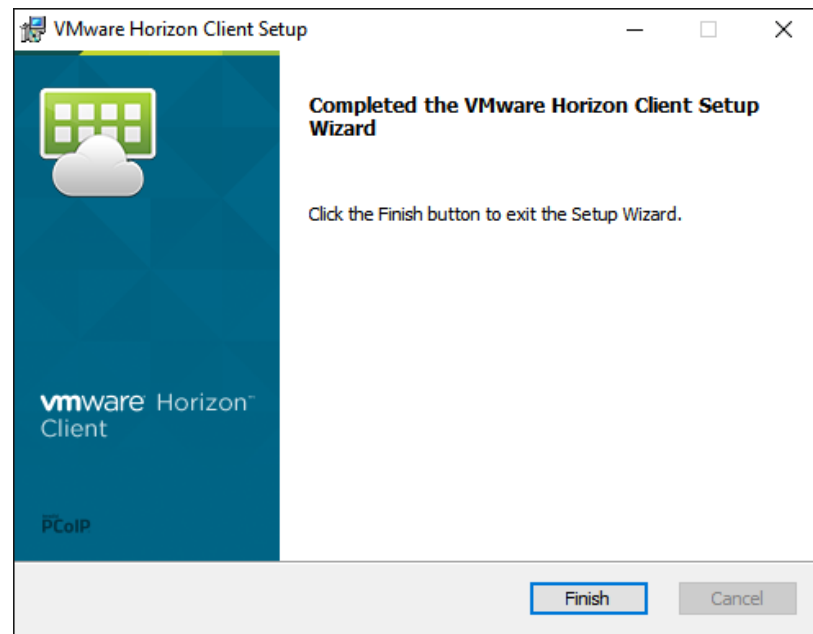 VMware Horizon Client Setup
Completed the VMware Horizon Client Setup
Wizard
Click the Finish button to exit the Setup Wizard.
vmware Horizon™
Client
PCoIP
Finish
Cancel